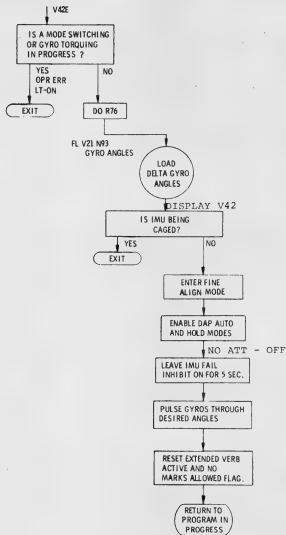 V42E
IS A MODE SWITCHING
OR GYRO TORQUING
IN PROGRESS ?
YES
OPR ERR
LT-ON
NO
EXIT
DO R76
FL V21 N93
GYRO ANGLES
LOAD
DELTA GYRO
ANGLES
DISPLAY V42
IS IMU BEING
CAGED?
YES
NO
EXIT
ENTER FINE
ALIGN MODE
ENABLE DAP AUTO
AND HOLD MODES
NO ATT - OFF
LEAVE IMU FAIL
INHIBIT ON FOR 5 SEC.
PULSE GYROS THROUGH
DESIRED ANGLES
RESET EXTENDED VERB
ACTIVE AND NO
MARKS ALLOWED FLAG.
RETURN TO
PROGRAM IN
PROGRESS